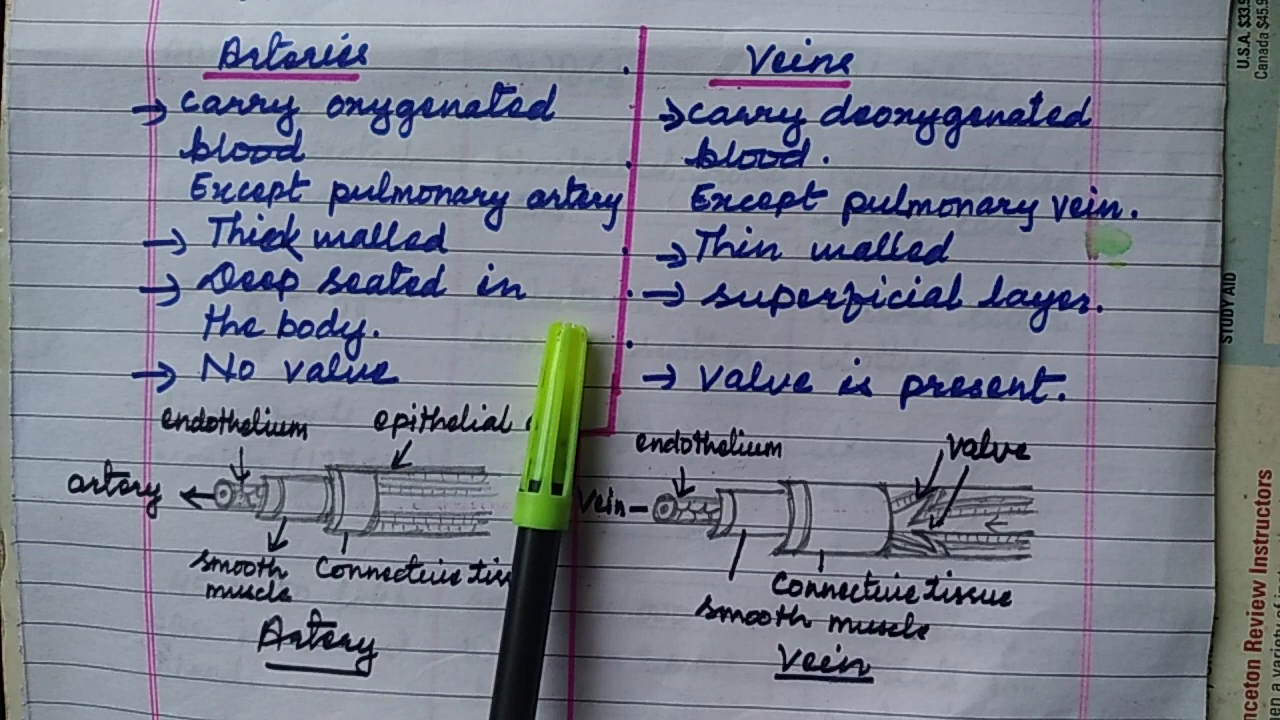 Arteries
→ carry oxygenated
blood
Except pulmonary artery
→ Thick walled
→ Deep seated in
the body.
→ No valve
endothelium
epithelial
artery
smooth
muscle
Connective tiss
Artery
Veins
→ carry deoxygenated
blood.
Except pulmonary vein.
→ Thin walled
→ superficial layer.
→ valve is present.
endothelium
valve
Vein
Connective tissue
smooth muscle
Vein
U.S.A. $33.
Canada $45.9
STUDY AID
nceton Review Instructors